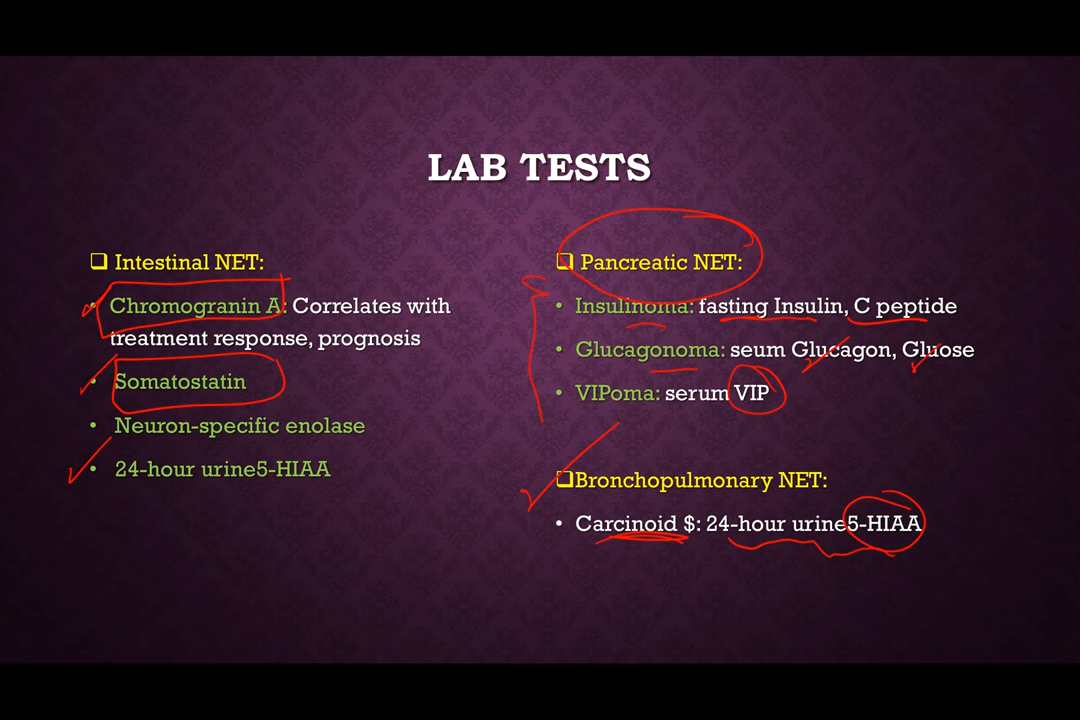 LAB TESTS
❑ Intestinal NET:
• Chromogranin A: Correlates with
treatment response, prognosis
• Somatostatin
• Neuron-specific enolase
• 24-hour urine5-HIAA
❑ Pancreatic NET:
• Insulinoma: fasting Insulin, C peptide
• Glucagonoma: seum Glucagon, Gluose
• VIPoma: serum VIP
❑Bronchopulmonary NET:
• Carcinoid $: 24-hour urine5-HIAA